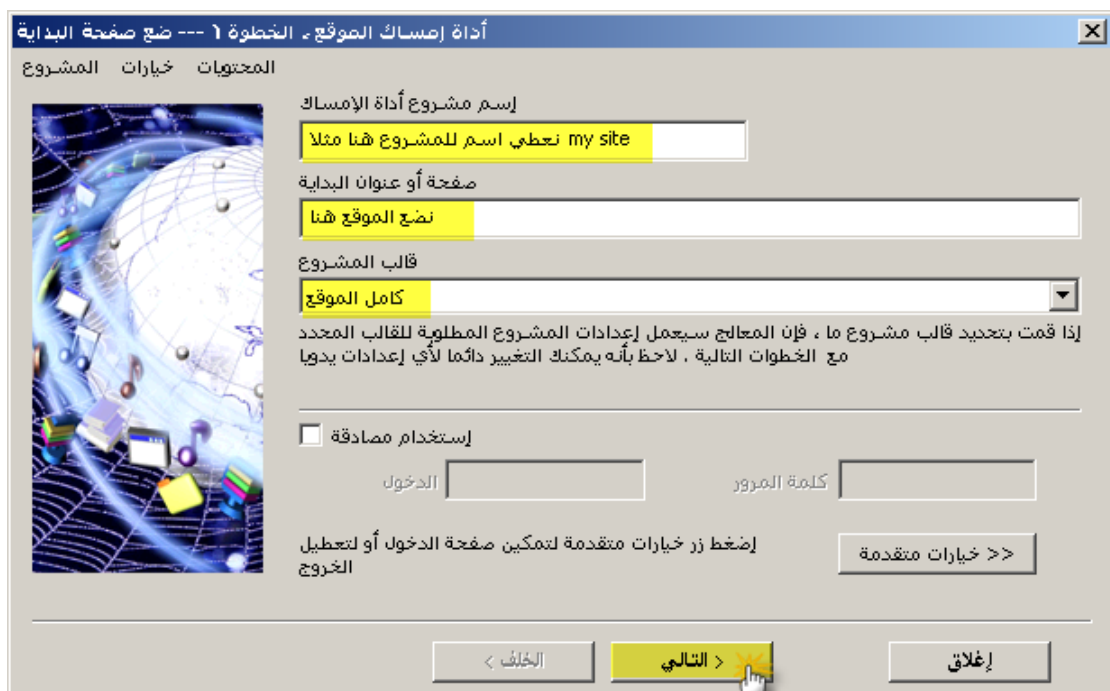 أداة إمساك الموقع ، الخطوة ١ --- ضع صفحة البداية
المحتويات خيارات المشروع
إسم مشروع أداة الإمساك
my site نعطي اسم للمشروع هنا مثلا
صفحة أو عنوان البداية
نضع الموقع هنا
قالب المشروع
كامل الموقع
إذا قمت بتحديد قالب مشروع ما ، فإن المعالج سيعمل إعدادات المشروع المطلوبة للقالب المحدد
مع الخطوات التالية ، لاحظ بأنه يمكنك التغيير دائما لأي إعدادات يدويا
إستخدام مصادقة
كلمة المرور الدخول
إضغط زر خيارات متقدمة لتمكين صفحة الدخول أو لتعطيل
الخروج
<< خيارات متقدمة
إغلاق < التالي الخلف >